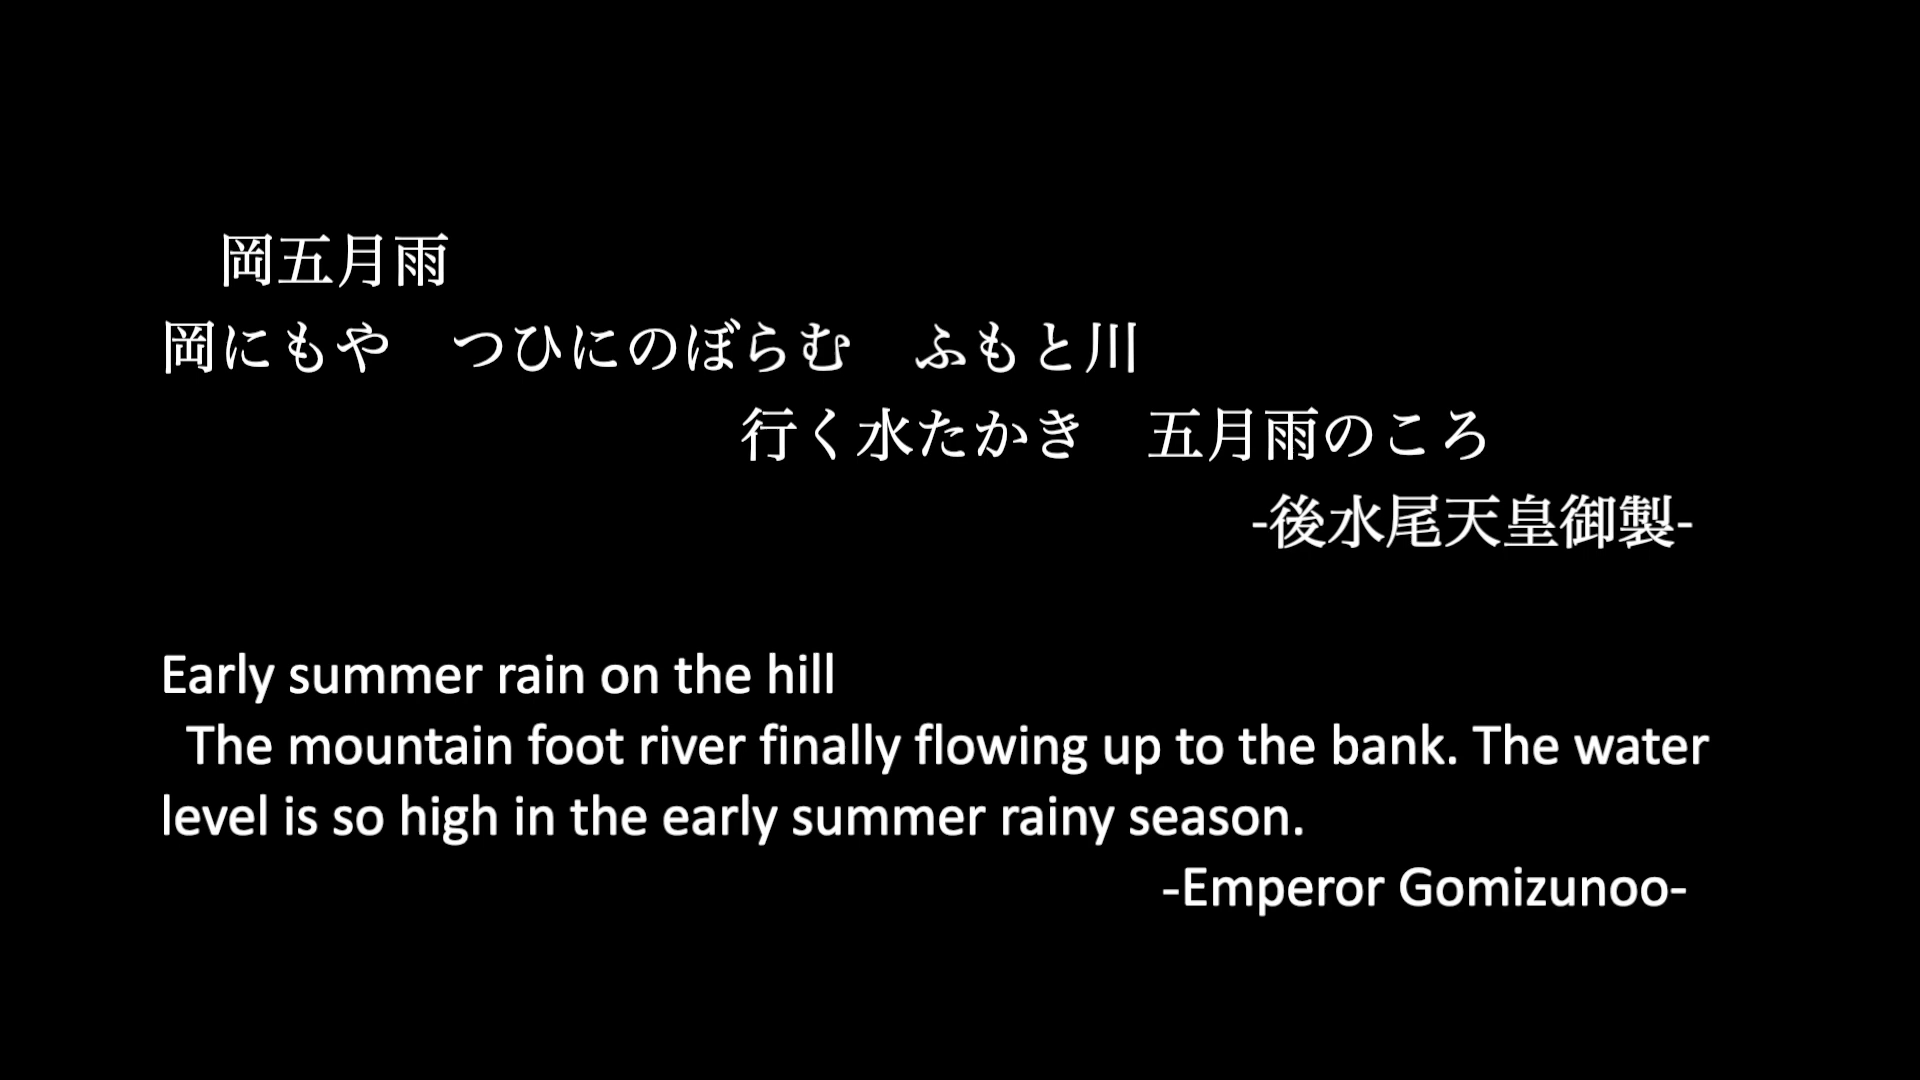 岡五月雨
岡にもや　つひにのぼらむ　ふもと川
行く水たかき　五月雨のころ
-後水尾天皇御製-
Early summer rain on the hill
The mountain foot river finally flowing up to the bank. The water
level is so high in the early summer rainy season.
-Emperor Gomizunoo-